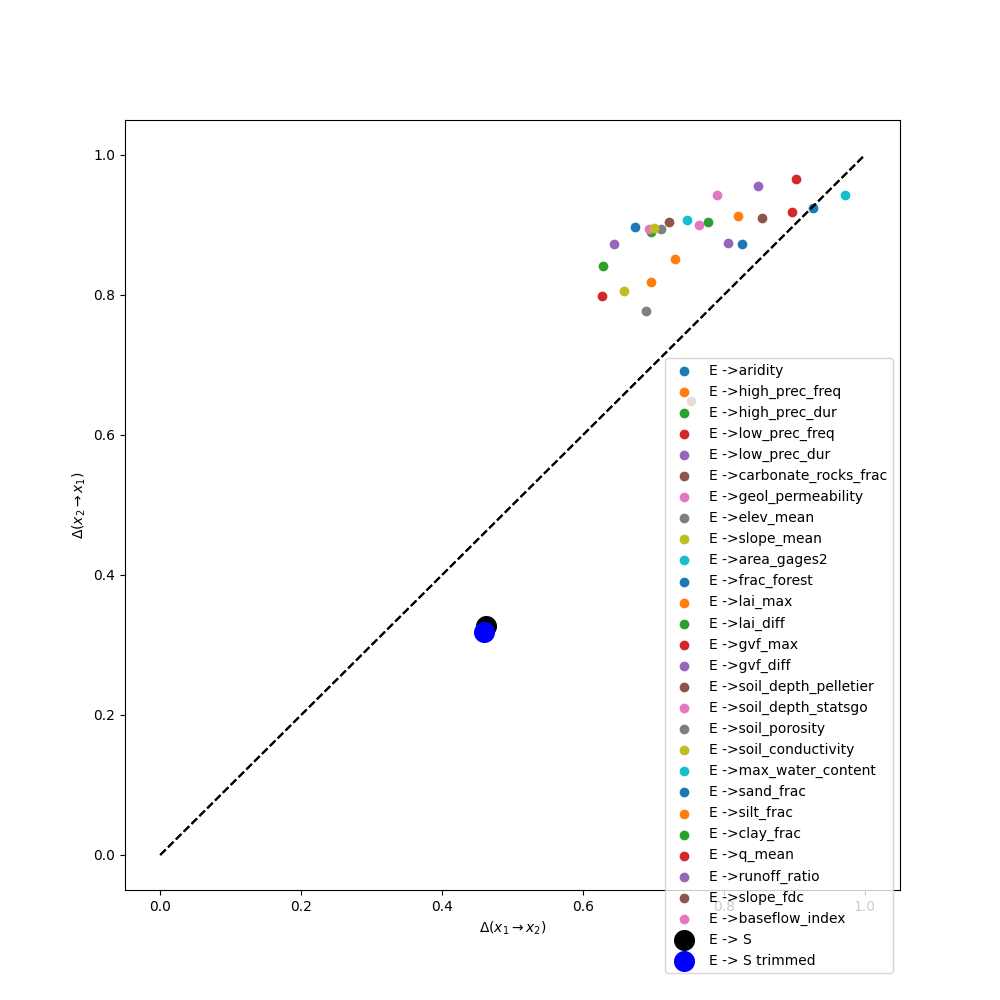 1.0
0.8
0.6
0.4
0.2
0.0
Δ(x₂→x₁)
E ->aridity
E ->high_prec_freq
E ->high_prec_dur
E ->low_prec_freq
E ->low_prec_dur
E ->carbonate_rocks_frac
E ->geol_permeability
E ->elev_mean
E ->slope_mean
E ->area_gages2
E ->frac_forest
E ->lai_max
E ->lai_diff
E ->gvf_max
E ->gvf_diff
E ->soil_depth_pelletier
E ->soil_depth_statsgo
E ->soil_porosity
E ->soil_conductivity
E ->max_water_content
E ->sand_frac
E ->silt_frac
E ->clay_frac
E ->q_mean
E ->runoff_ratio
E ->slope_fdc
E ->baseflow_index
E -> S
E -> S trimmed
0.0 0.2 0.4 0.6 0.8 1.0
Δ(x₁→x₂)